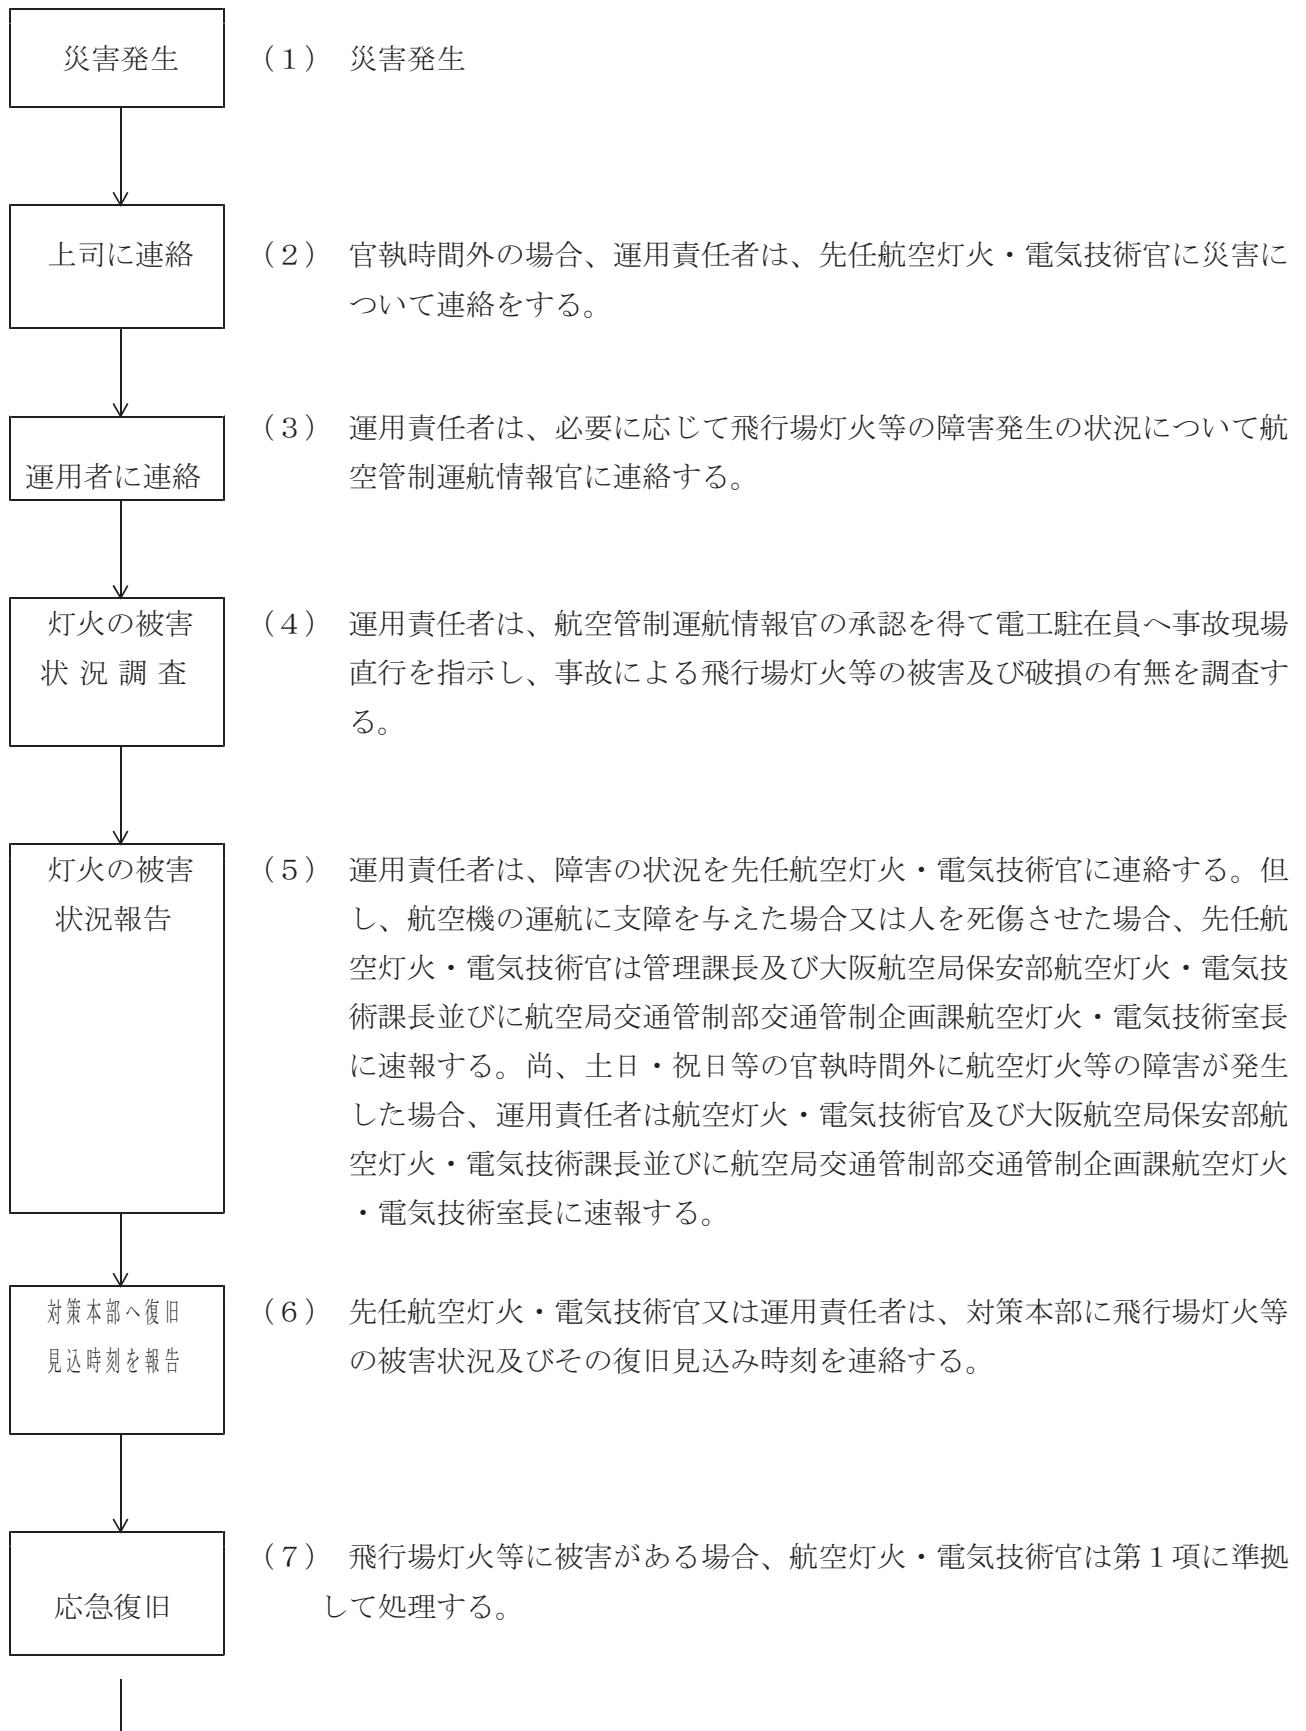 災害発生
（１） 災害発生
上司に連絡
（２） 官執時間外の場合、運用責任者は、先任航空灯火・電気技術官に災害に
ついて連絡をする。
運用者に連絡
（３） 運用責任者は、必要に応じて飛行場灯火等の障害発生の状況について航
空管制運航情報官に連絡する。
灯火の被害
状 況 調 査
（４） 運用責任者は、航空管制運航情報官の承認を得て電工駐在員へ事故現場
直行を指示し、事故による飛行場灯火等の被害及び破損の有無を調査す
る。
灯火の被害
状況報告
（５） 運用責任者は、障害の状況を先任航空灯火・電気技術官に連絡する。但
し、航空機の運航に支障を与えた場合又は人を死傷させた場合、先任航
空灯火・電気技術官は管理課長及び大阪航空局保安部航空灯火・電気技
術課長並びに航空局交通管制部交通管制企画課航空灯火・電気技術室長
に速報する。尚、土日・祝日等の官執時間外に航空灯火等の障害が発生
した場合、運用責任者は航空灯火・電気技術官及び大阪航空局保安部航
空灯火・電気技術課長並びに航空局交通管制部交通管制企画課航空灯火
・電気技術室長に速報する。
対策本部へ復旧
見込時刻を報告
（６） 先任航空灯火・電気技術官又は運用責任者は、対策本部に飛行場灯火等
の被害状況及びその復旧見込み時刻を連絡する。
応急復旧
（７） 飛行場灯火等に被害がある場合、航空灯火・電気技術官は第１項に準拠
して処理する。